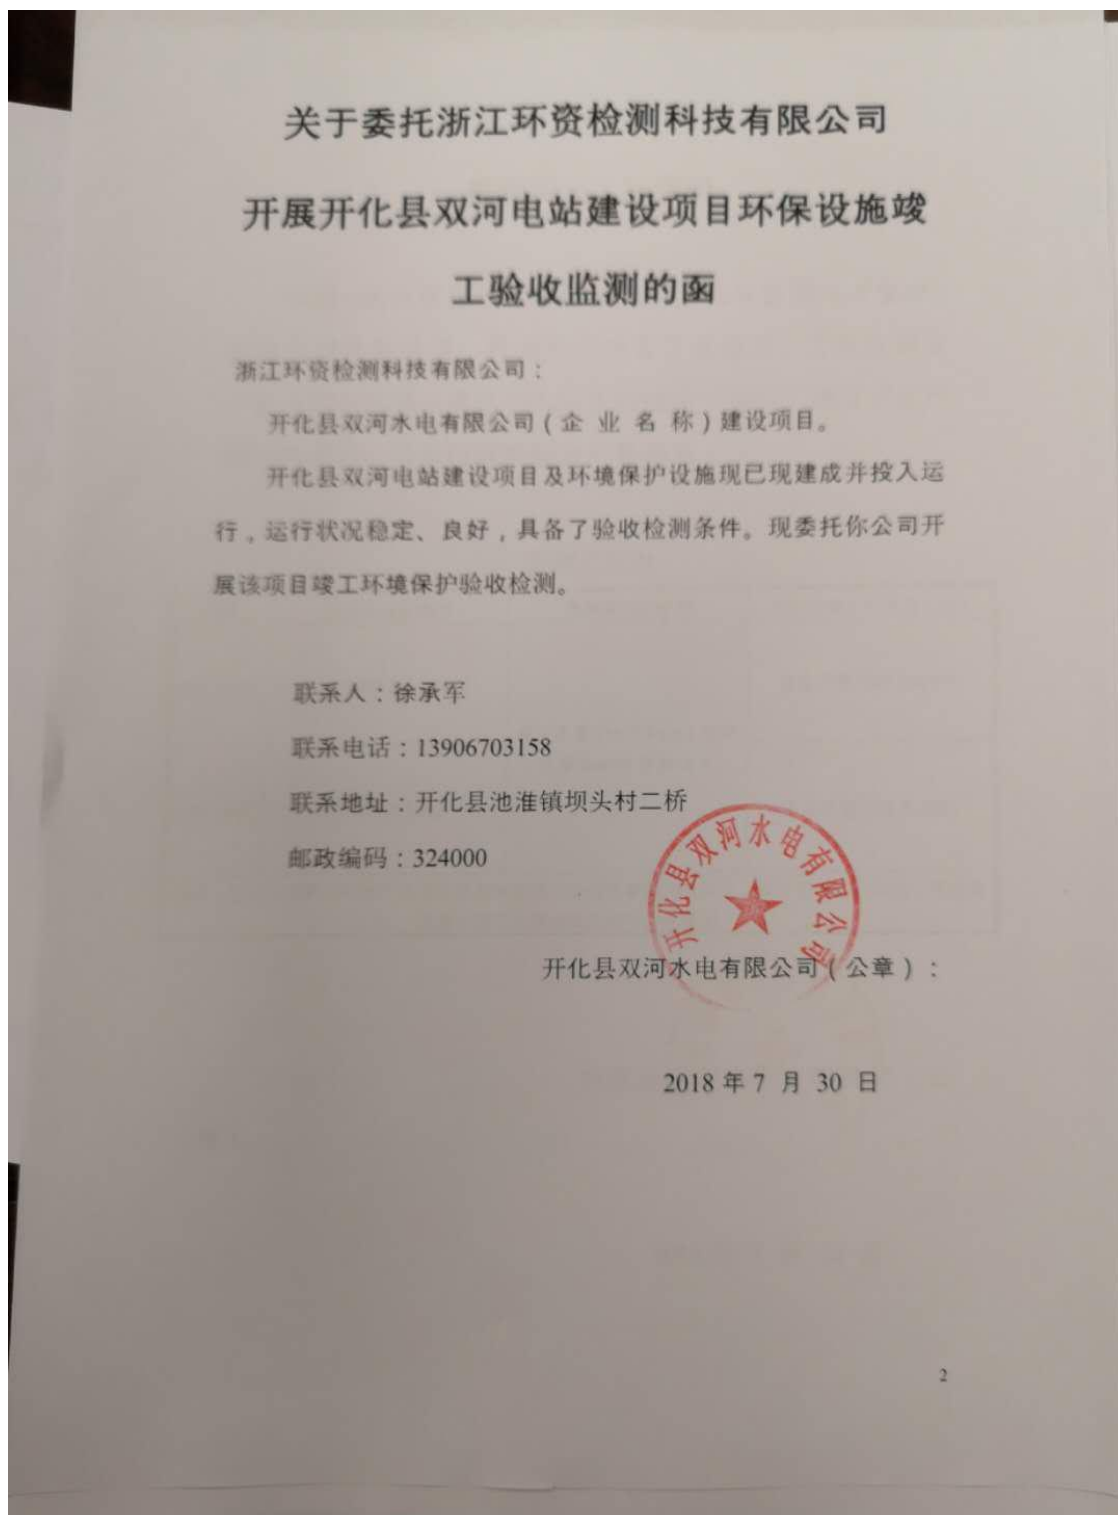 关于委托浙江环资检测科技有限公司
开展开化县双河电站建设项目环保设施竣
工验收监测的函
浙江环资检测科技有限公司：
开化县双河水电有限公司（企 业 名 称）建设项目。
开化县双河电站建设项目及环境保护设施现已现建成并投入运
行，运行状况稳定、良好，具备了验收检测条件。现委托你公司开
展该项目竣工环境保护验收检测。
联系人：徐承军
联系电话：13906703158
联系地址：开化县池淮镇坝头村二桥
邮政编码：324000
开化县双河水电有限公司
开化县双河水电有限公司（公章）：
2018 年 7 月 30 日
2